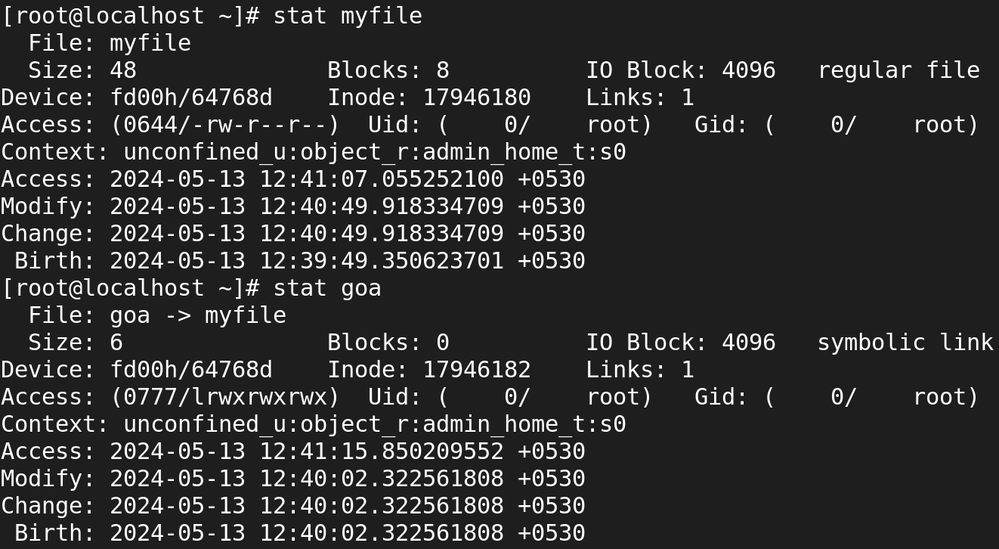 [root@localhost ~]# stat myfile
  File: myfile
  Size: 48              Blocks: 8          IO Block: 4096   regular file
Device: fd00h/64768d    Inode: 17946180    Links: 1
Access: (0644/-rw-r--r--)  Uid: (    0/    root)   Gid: (    0/    root)
Context: unconfined_u:object_r:admin_home_t:s0
Access: 2024-05-13 12:41:07.055252100 +0530
Modify: 2024-05-13 12:40:49.918334709 +0530
Change: 2024-05-13 12:40:49.918334709 +0530
 Birth: 2024-05-13 12:39:49.350623701 +0530
[root@localhost ~]# stat goa
  File: goa -> myfile
  Size: 6               Blocks: 0          IO Block: 4096   symbolic link
Device: fd00h/64768d    Inode: 17946182    Links: 1
Access: (0777/lrwxrwxrwx)  Uid: (    0/    root)   Gid: (    0/    root)
Context: unconfined_u:object_r:admin_home_t:s0
Access: 2024-05-13 12:41:15.850209552 +0530
Modify: 2024-05-13 12:40:02.322561808 +0530
Change: 2024-05-13 12:40:02.322561808 +0530
 Birth: 2024-05-13 12:40:02.322561808 +0530